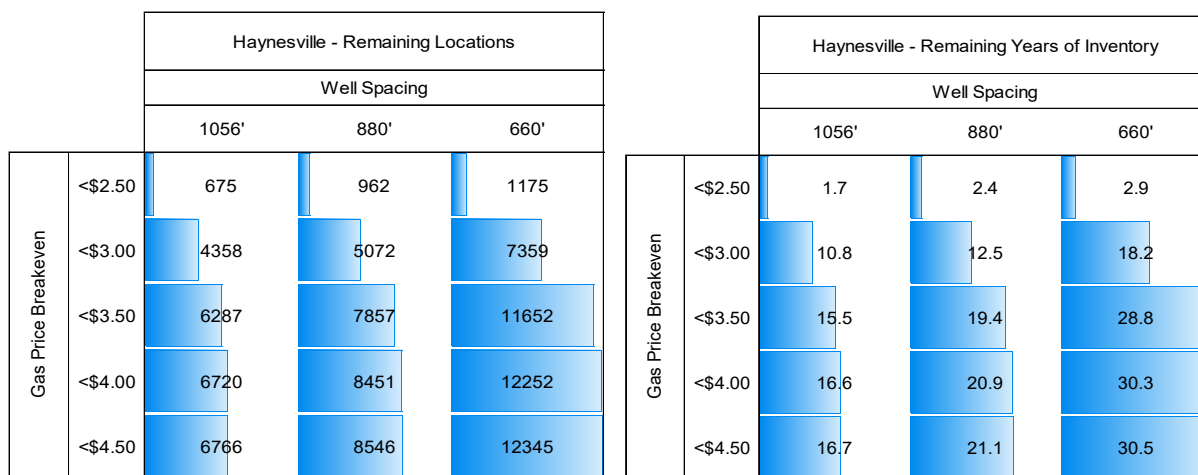 Haynesville - Remaining Locations
Well Spacing
1056' 880' 660'
Gas Price Breakeven
<$2.50 675 962 1175
<$3.00 4358 5072 7359
<$3.50 6287 7857 11652
<$4.00 6720 8451 12252
<$4.50 6766 8546 12345
Haynesville - Remaining Years of Inventory
Well Spacing
1056' 880' 660'
Gas Price Breakeven
<$2.50 1.7 2.4 2.9
<$3.00 10.8 12.5 18.2
<$3.50 15.5 19.4 28.8
<$4.00 16.6 20.9 30.3
<$4.50 16.7 21.1 30.5